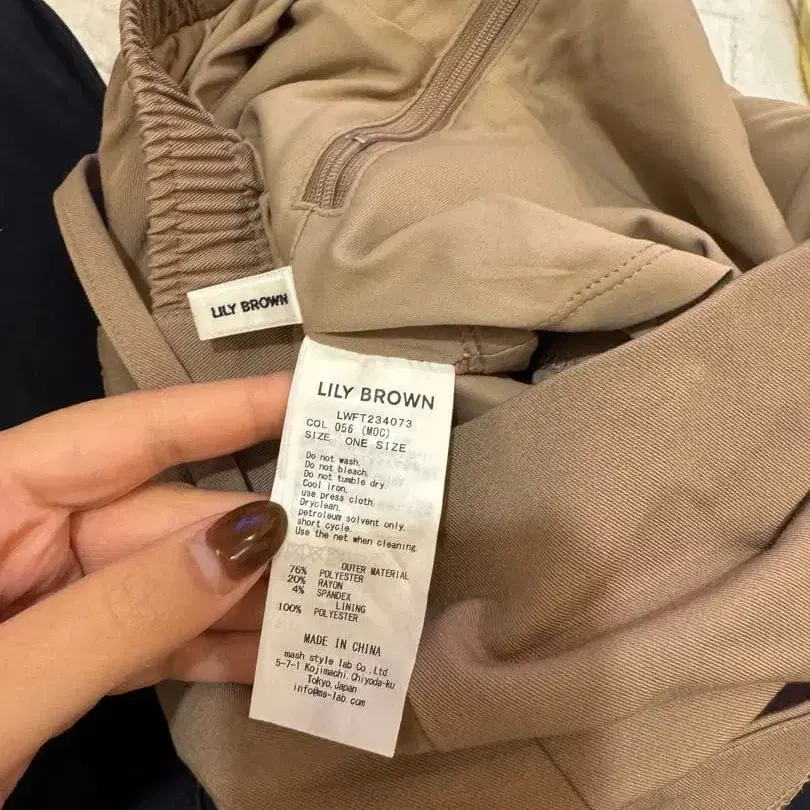 LILY BROWN
LILY BROWN
LWFT234073
COL 056 (MOC)
SIZE ONE SIZE
Do not wash.
Do not bleach.
Do not tumble dry.
Cool iron.
use press cloth.
Dryclean.
petroleum solvent only.
short cycle.
Use the net when cleaning.
OUTER MATERIAL
76% POLYESTER
20% RAYON
4% SPANDEX
LINING
100% POLYESTER
MADE IN CHINA
mash style lab Co.,Ltd.
5-7-1 Kojimachi,Chiyoda-ku
Tokyo,Japan
info@ms-lab.com